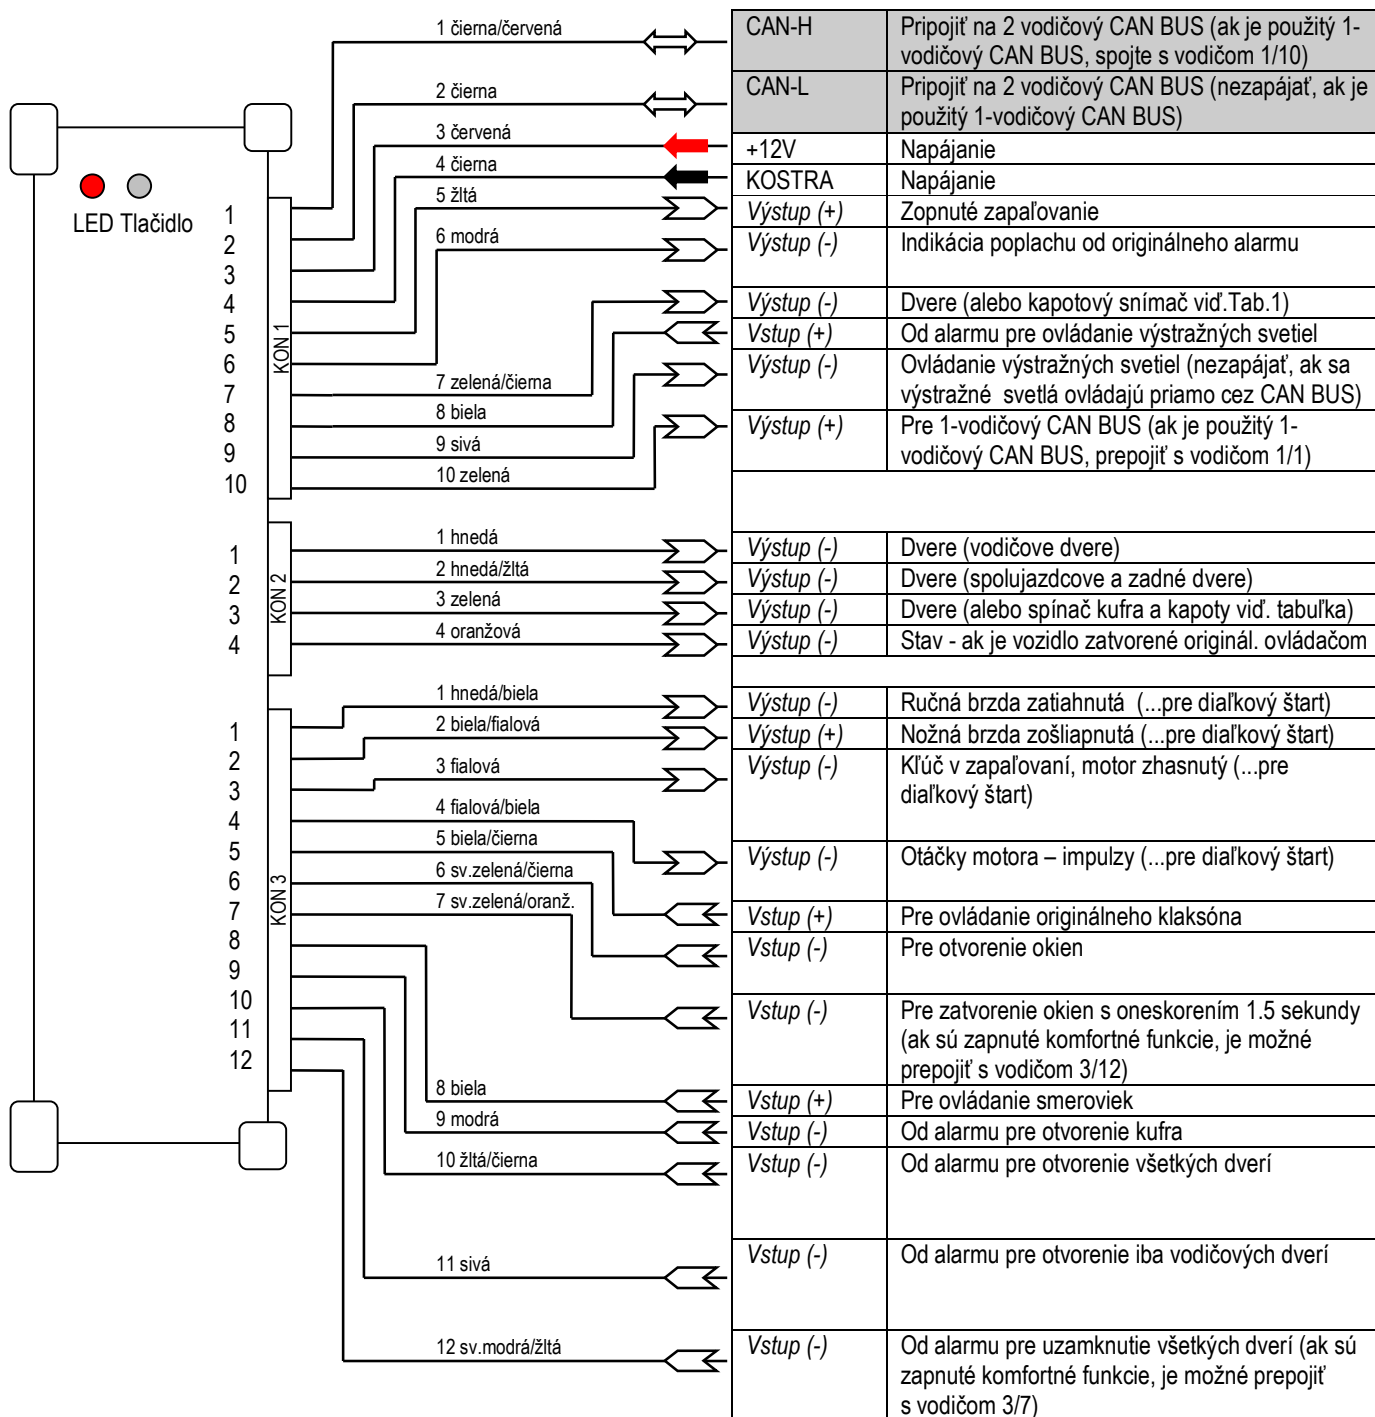 1 čierna/červená
CAN-H
Pripojiť na 2 vodičový CAN BUS (ak je použitý 1-
vodičový CAN BUS, spojte s vodičom 1/10)
2 čierna
CAN-L
Pripojiť na 2 vodičový CAN BUS (nezapájať, ak je
použitý 1-vodičový CAN BUS)
3 červená
+12V
Napájanie
4 čierna
KOSTRA
Napájanie
5 žltá
Výstup (+)
Zopnuté zapaľovanie
6 modrá
Výstup (-)
Indikácia poplachu od originálneho alarmu
LED Tlačidlo
1
2
3
4
5
6
7
8
9
10
KON 1
Výstup (-)
Dvere (alebo kapotový snímač viď.Tab.1)
Vstup (+)
Od alarmu pre ovládanie výstražných svetiel
7 zelená/čierna
Výstup (-)
Ovládanie výstražných svetiel (nezapájať, ak sa
výstražné  svetlá ovládajú priamo cez CAN BUS)
8 biela
9 sivá
10 zelená
Výstup (+)
Pre 1-vodičový CAN BUS (ak je použitý 1-
vodičový CAN BUS, prepojiť s vodičom 1/1)
1
2
3
4
KON 2
1 hnedá
Výstup (-)
Dvere (vodičove dvere)
2 hnedá/žltá
Výstup (-)
Dvere (spolujazdcove a zadné dvere)
3 zelená
Výstup (-)
Dvere (alebo spínač kufra a kapoty viď. tabuľka)
4 oranžová
Výstup (-)
Stav - ak je vozidlo zatvorené originál. ovládačom
1
2
3
4
5
6
7
8
9
10
11
12
KON 3
1 hnedá/biela
Výstup (-)
Ručná brzda zatiahnutá  (...pre diaľkový štart)
2 biela/fialová
Výstup (+)
Nožná brzda zošliapnutá (...pre diaľkový štart)
3 fialová
Výstup (-)
Kľúč v zapaľovaní, motor zhasnutý (...pre
diaľkový štart)
4 fialová/biela
Výstup (-)
Otáčky motora – impulzy (...pre diaľkový štart)
5 biela/čierna
Vstup (+)
Pre ovládanie originálneho klaksóna
6 sv.zelená/čierna
Vstup (-)
Pre otvorenie okien
7 sv.zelená/oranž.
Vstup (-)
Pre zatvorenie okien s oneskorením 1.5 sekundy
(ak sú zapnuté komfortné funkcie, je možné
prepojiť s vodičom 3/12)
8 biela
Vstup (+)
Pre ovládanie smeroviek
9 modrá
Vstup (-)
Od alarmu pre otvorenie kufra
10 žltá/čierna
Vstup (-)
Od alarmu pre otvorenie všetkých dverí
11 sivá
Vstup (-)
Od alarmu pre otvorenie iba vodičových dverí
12 sv.modrá/žltá
Vstup (-)
Od alarmu pre uzamknutie všetkých dverí (ak sú
zapnuté komfortné funkcie, je možné prepojiť
s vodičom 3/7)